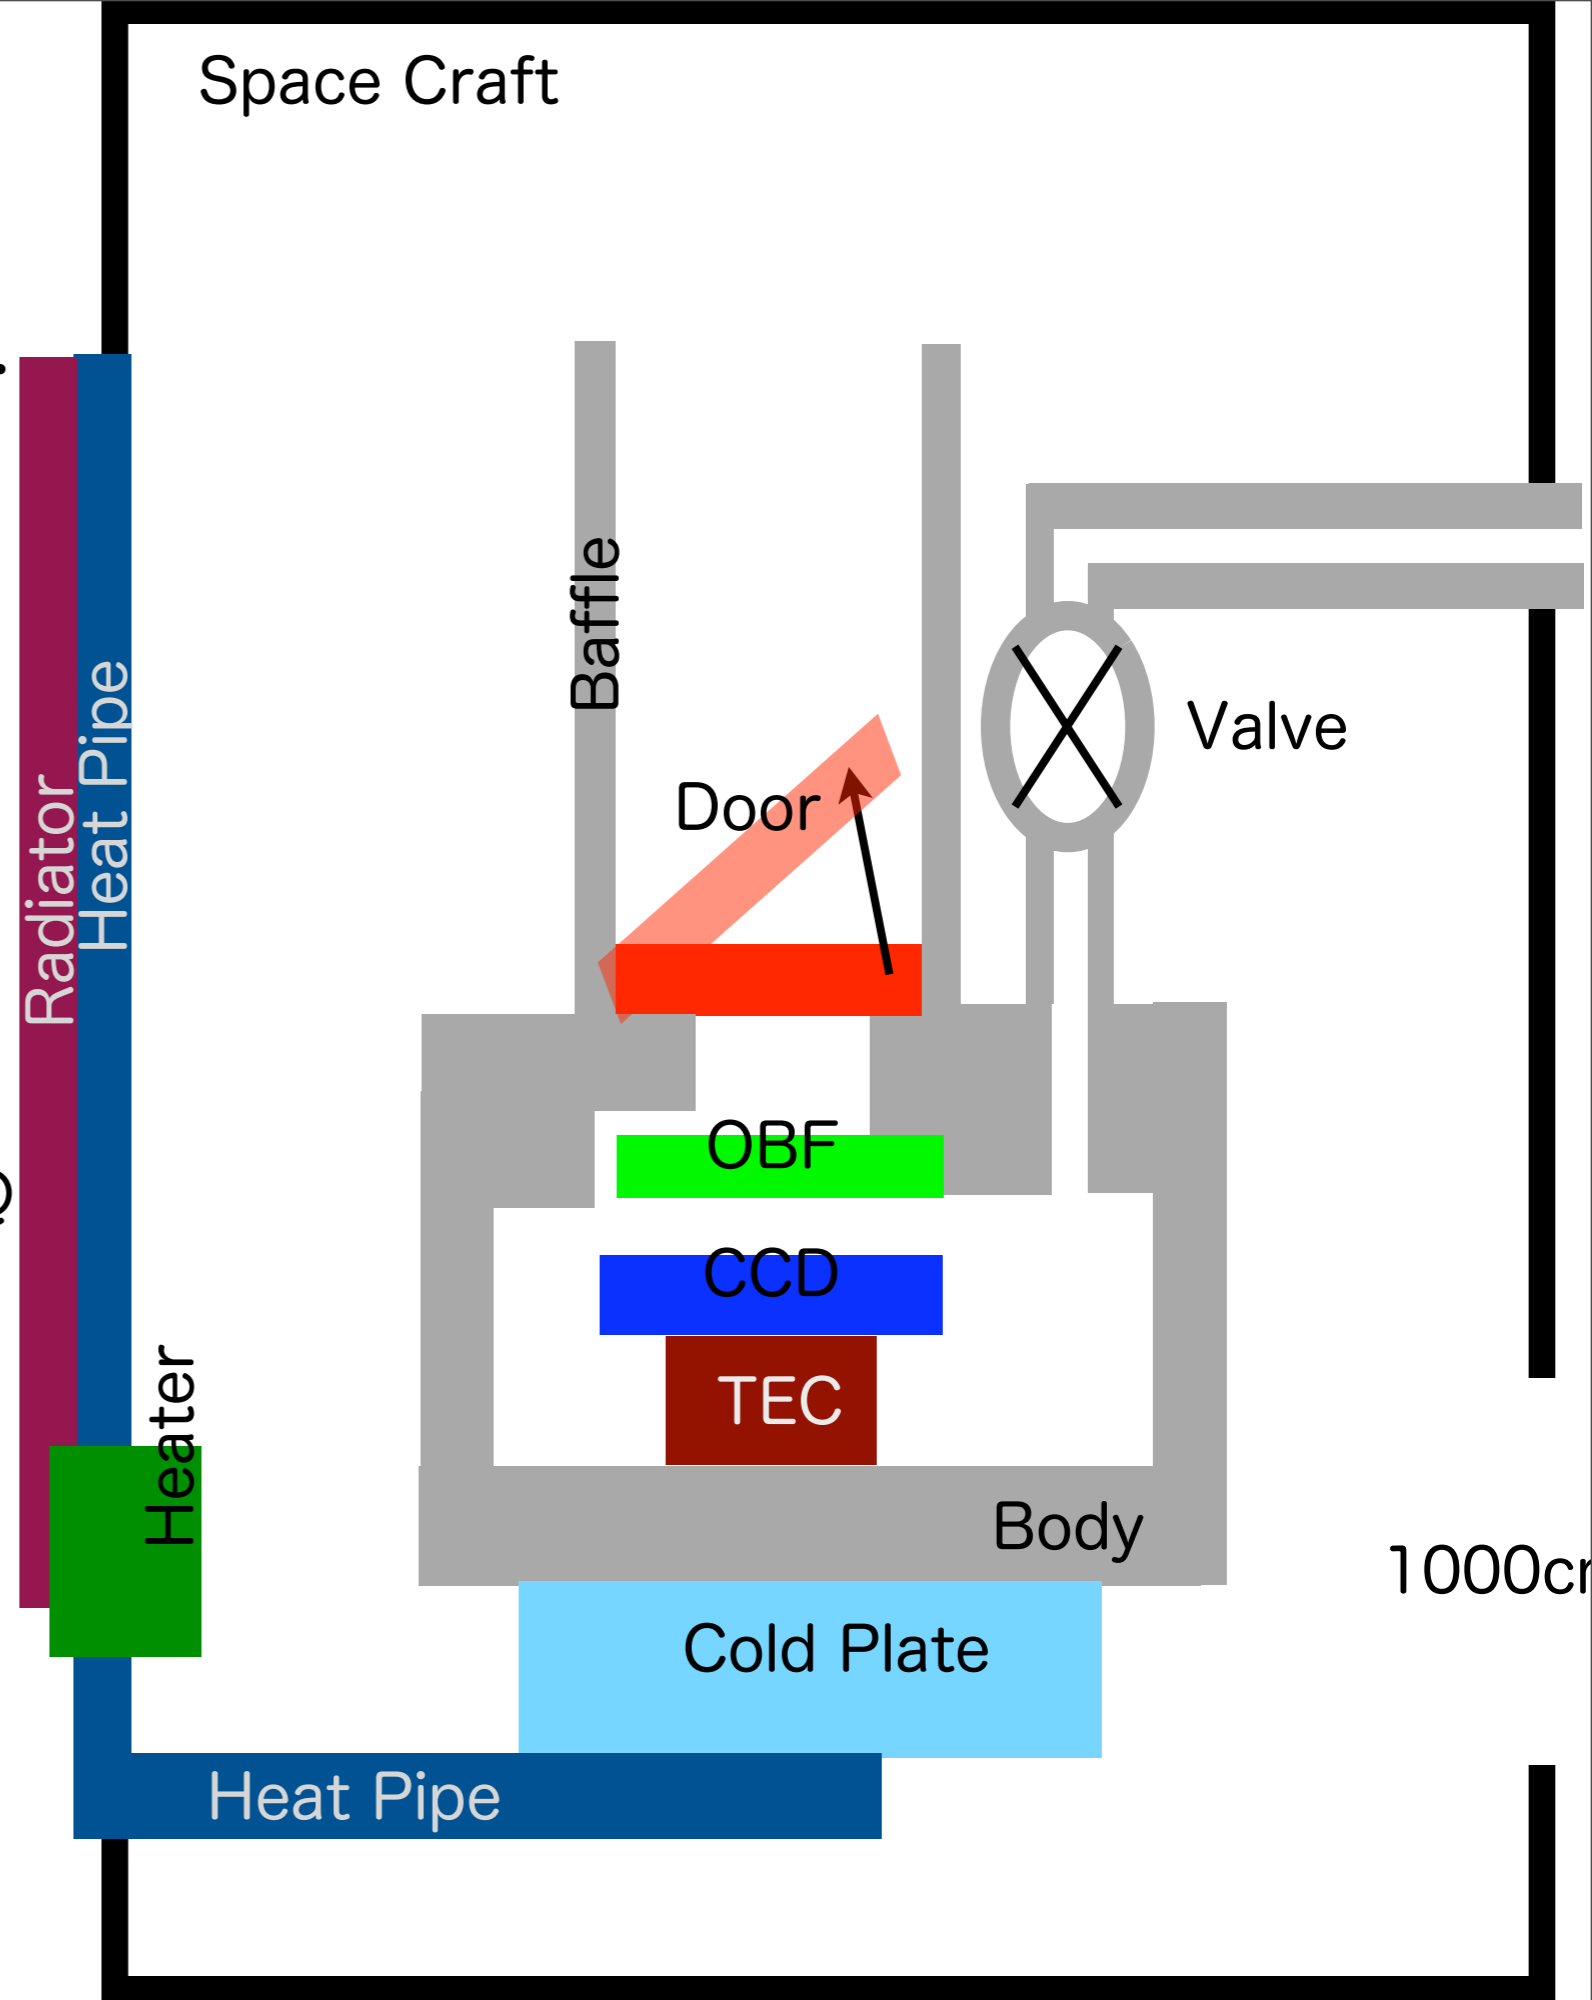 Space Craft
Baffle
Heat Pipe
Radiator
Valve
Door
OBF
CCD
Heater
TEC
Body
Cold Plate
Heat Pipe